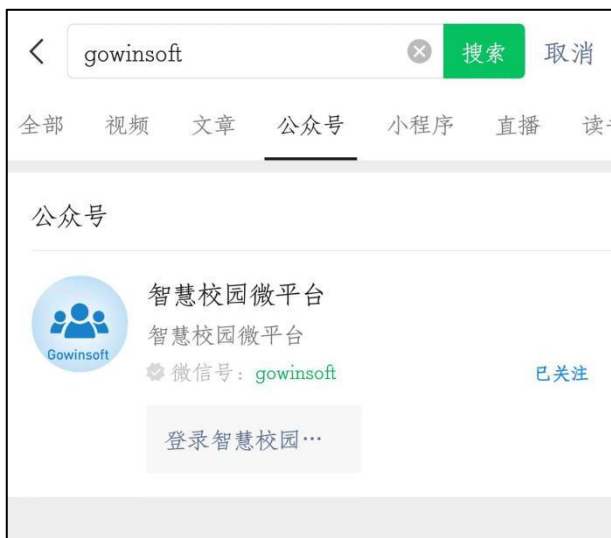 gowinsoft 搜索 取消
全部 视频 文章 公众号 小程序 直播 读
公众号
智慧校园微平台
智慧校园微平台
Gowinsoft
微信号：gowinsoft 已关注
登录智慧校园…